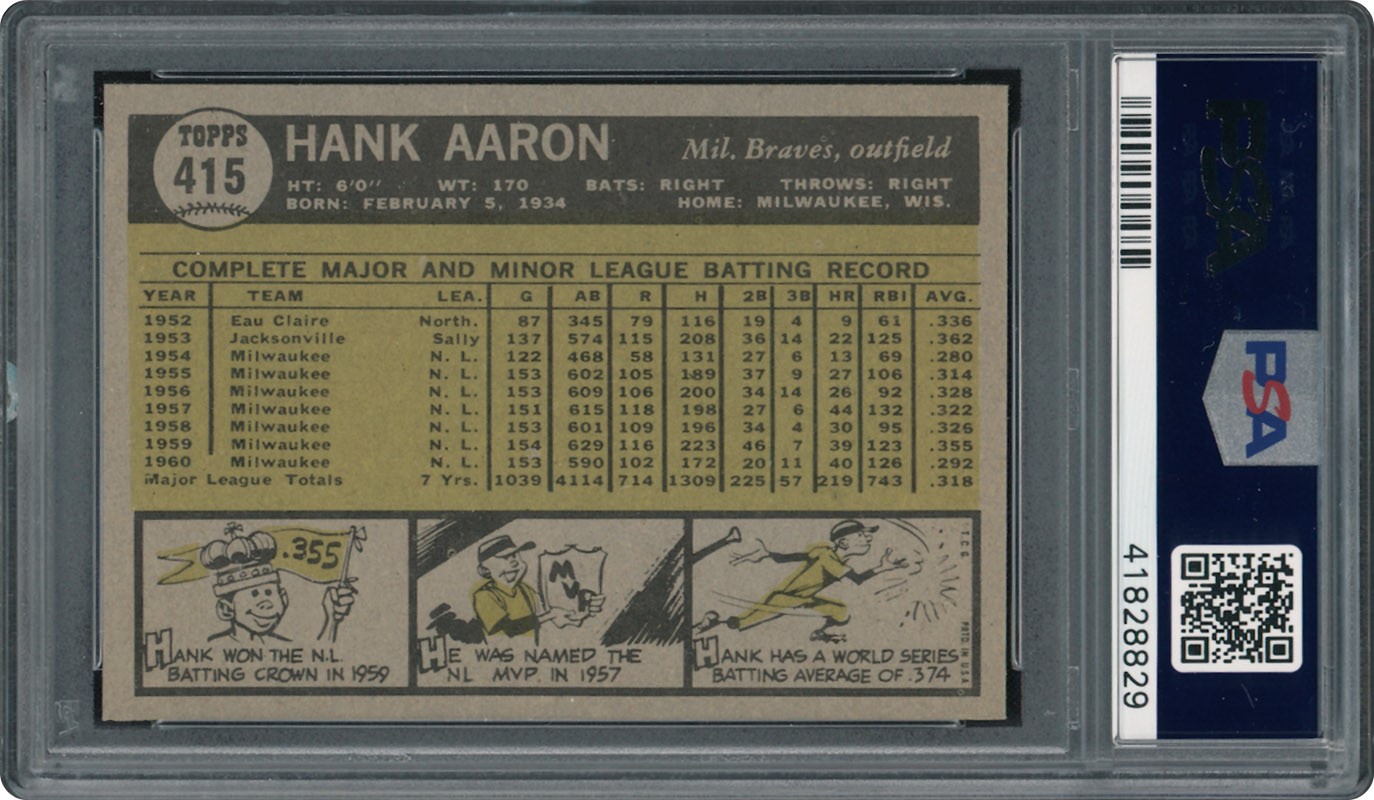 TOPPS
415
HANK AARON
Mil. Braves, outfield
HT: 6'0" WT: 170 BATS: RIGHT THROWS: RIGHT
BORN: FEBRUARY 5, 1934 HOME: MILWAUKEE, WIS.
COMPLETE MAJOR AND MINOR LEAGUE BATTING RECORD
YEAR TEAM LEA. G AB R H 2B 3B HR RBI AVG.
1952 Eau Claire North. 87 345 79 116 19 4 9 61 .336
1953 Jacksonville Sally 137 574 115 208 36 14 22 125 .362
1954 Milwaukee N. L. 122 468 58 131 27 6 13 69 .280
1955 Milwaukee N. L. 153 602 105 189 37 9 27 106 .314
1956 Milwaukee N. L. 153 609 106 200 34 14 26 92 .328
1957 Milwaukee N. L. 151 615 118 198 27 6 44 132 .322
1958 Milwaukee N. L. 153 601 109 196 34 4 30 95 .326
1959 Milwaukee N. L. 154 629 116 223 46 7 39 123 .355
1960 Milwaukee N. L. 153 590 102 172 20 11 40 126 .292
Major League Totals 7 Yrs. 1039 4114 714 1309 225 57 219 743 .318
.355
HANK WON THE N.L.
BATTING CROWN IN 1959
MVP
HE WAS NAMED THE
NL MVP IN 1957
HANK HAS A WORLD SERIES
BATTING AVERAGE OF .374
T.C.G.
PRTD. IN U.S.A.
PSA
PSA
41828829